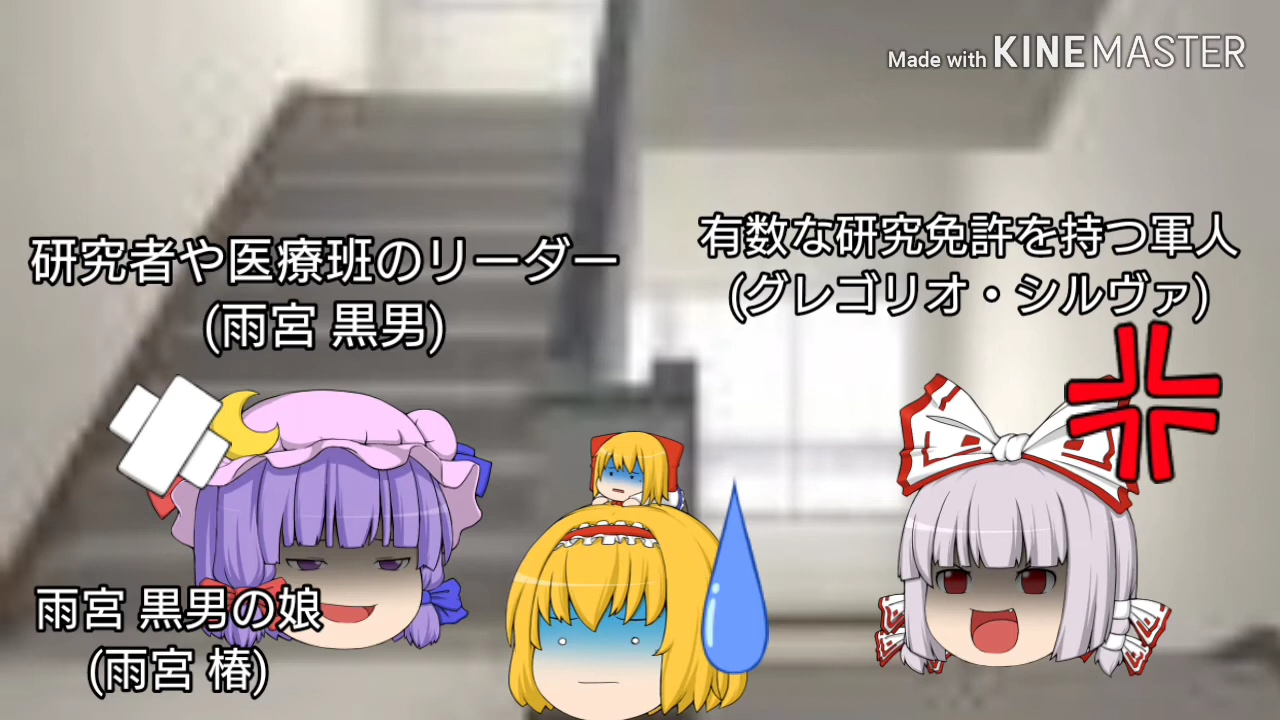 Made with KINEMASTER
研究者や医療班のリーダー
(雨宮 黒男)
有数な研究免許を持つ軍人
(グレゴリオ・シルヴァ)
雨宮 黒男の娘
(雨宮 椿)